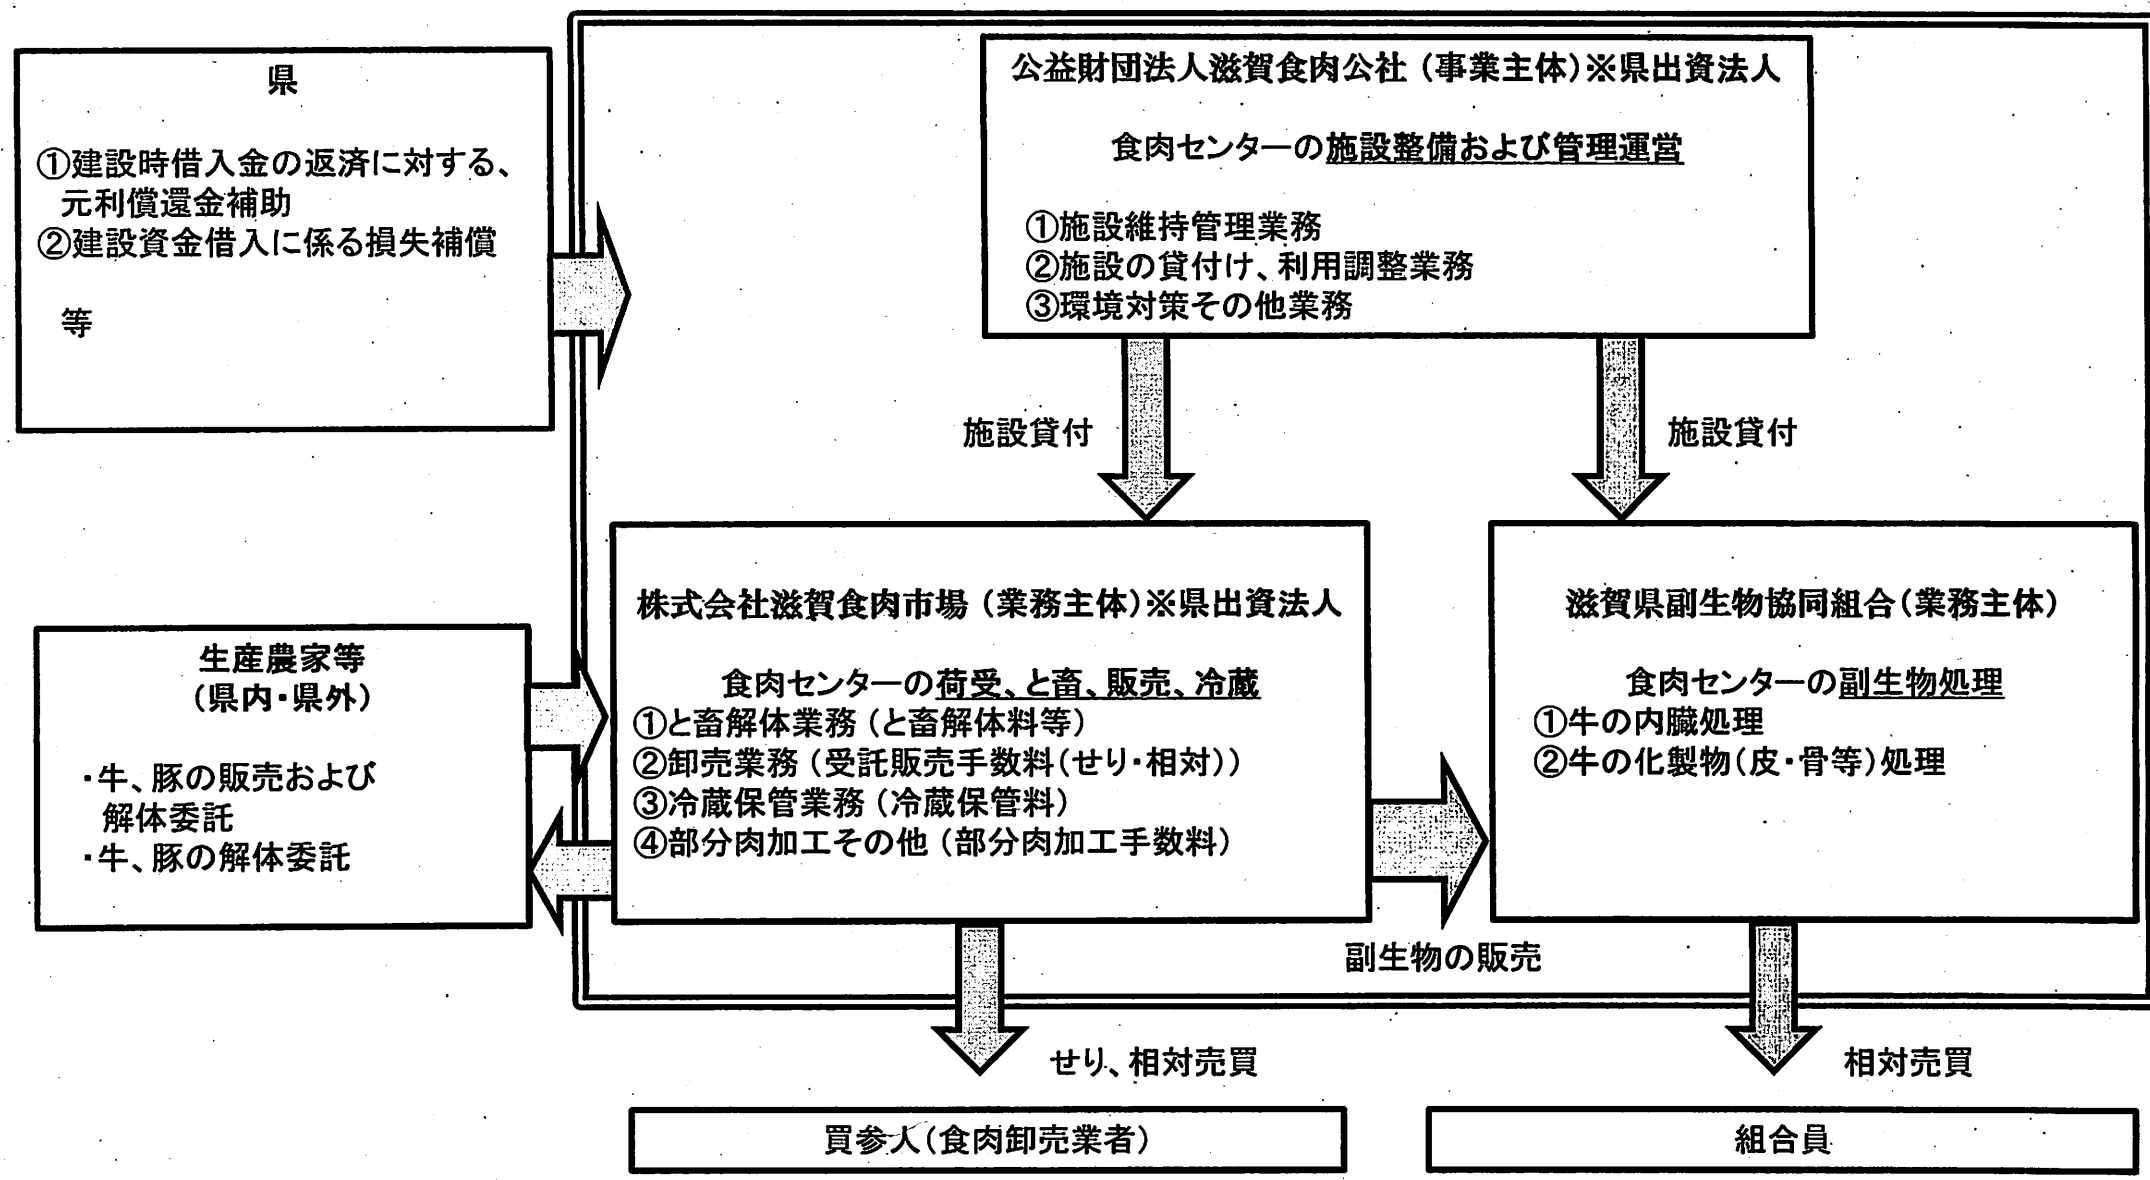 県
①建設時借入金の返済に対する、
元利償還金補助
②建設資金借入に係る損失補償
等
公益財団法人滋賀食肉公社（事業主体）※県出資法人
食肉センターの施設整備および管理運営
①施設維持管理業務
②施設の貸付け、利用調整業務
③環境対策その他業務
施設貸付
施設貸付
生産農家等
（県内・県外）
・牛、豚の販売および
解体委託
・牛、豚の解体委託
株式会社滋賀食肉市場（業務主体）※県出資法人
食肉センターの荷受、と畜、販売、冷蔵
①と畜解体業務（と畜解体料等）
②卸売業務（受託販売手数料（せり・相対））
③冷蔵保管業務（冷蔵保管料）
④部分肉加工その他（部分肉加工手数料）
滋賀県副生物協同組合（業務主体）
食肉センターの副生物処理
①牛の内臓処理
②牛の化製物（皮・骨等）処理
副生物の販売
せり、相対売買
相対売買
買参人（食肉卸売業者）
組合員